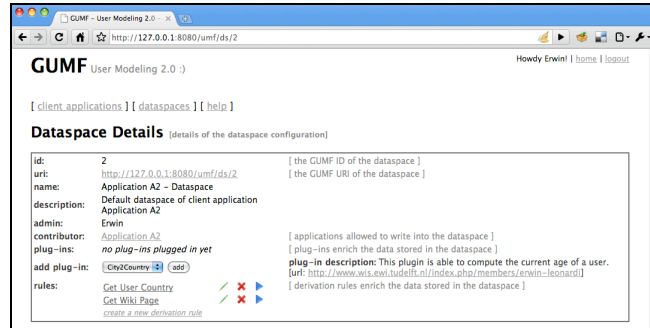 GUMF - User Modeling 2.0 - ×
http://127.0.0.1:8080/umf/ds/2
GUMF User Modeling 2.0 :)
Howdy Erwin! | home | logout
[ client applications ] [ dataspaces ] [ help ]
Dataspace Details [details of the dataspace configuration]
id: 2 [ the GUMF ID of the dataspace ]
uri: http://127.0.0.1:8080/umf/ds/2 [ the GUMF URI of the dataspace ]
name: Application A2 - Dataspace
description: Default dataspace of client application
Application A2
admin: Erwin
contributor: Application A2 [ applications allowed to write into the dataspace ]
plug-ins: no plug-ins plugged in yet [ plug-ins enrich the data stored in the dataspace ]
add plug-in: City2Country add plug-in description: This plugin is able to compute the current age of a user.
[url: http://www.wis.ewi.tudelft.nl/index.php/members/erwin-leonardi]
rules: Get User Country [ derivation rules enrich the data stored in the dataspace ]
Get Wiki Page
create a new derivation rule